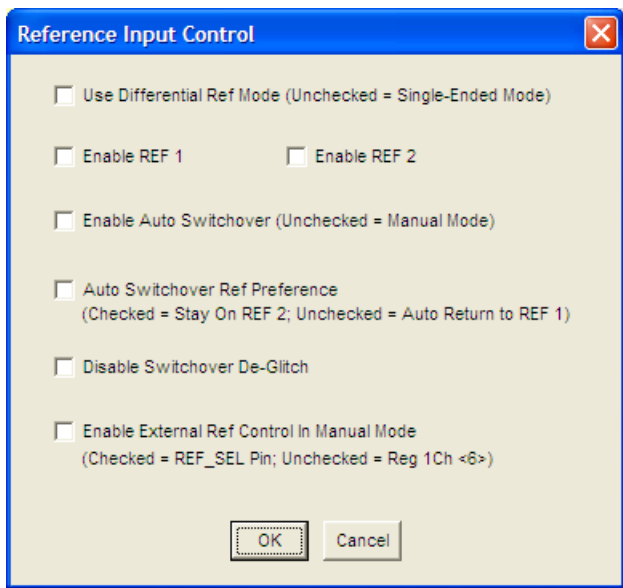 Reference Input Control
Use Differential Ref Mode (Unchecked = Single-Ended Mode)
Enable REF 1 Enable REF 2
Enable Auto Switchover (Unchecked = Manual Mode)
Auto Switchover Ref Preference
(Checked = Stay On REF 2; Unchecked = Auto Return to REF 1)
Disable Switchover De-Glitch
Enable External Ref Control In Manual Mode
(Checked = REF_SEL Pin; Unchecked = Reg 1Ch <6>)
OK Cancel